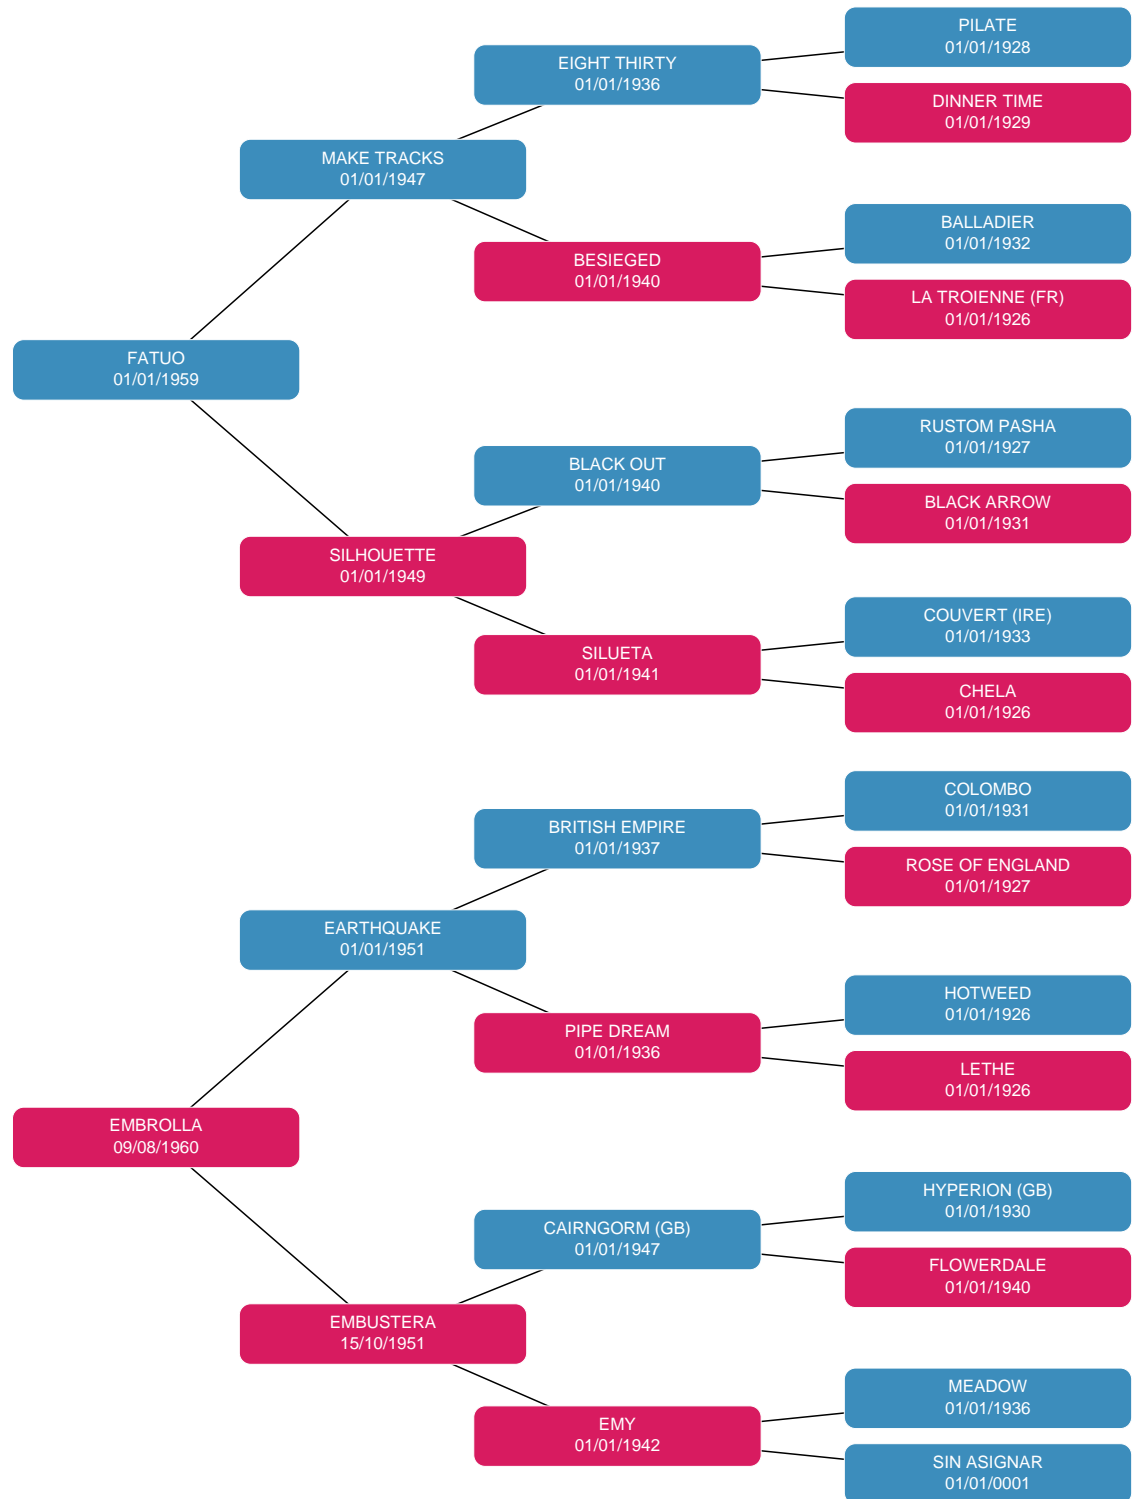 PILATE
01/01/1928
EIGHT THIRTY
01/01/1936
DINNER TIME
01/01/1929
MAKE TRACKS
01/01/1947
BALLADIER
01/01/1932
BESIEGED
01/01/1940
LA TROIENNE (FR)
01/01/1926
FATUO
01/01/1959
RUSTOM PASHA
01/01/1927
BLACK OUT
01/01/1940
BLACK ARROW
01/01/1931
SILHOUETTE
01/01/1949
COUVERT (IRE)
01/01/1933
SILUETA
01/01/1941
CHELA
01/01/1926
COLOMBO
01/01/1931
BRITISH EMPIRE
01/01/1937
ROSE OF ENGLAND
01/01/1927
EARTHQUAKE
01/01/1951
HOTWEED
01/01/1926
PIPE DREAM
01/01/1936
LETHE
01/01/1926
EMBROLLA
09/08/1960
HYPERION (GB)
01/01/1930
CAIRNGORM (GB)
01/01/1947
FLOWERDALE
01/01/1940
EMBUSTERA
15/10/1951
MEADOW
01/01/1936
EMY
01/01/1942
SIN ASIGNAR
01/01/0001